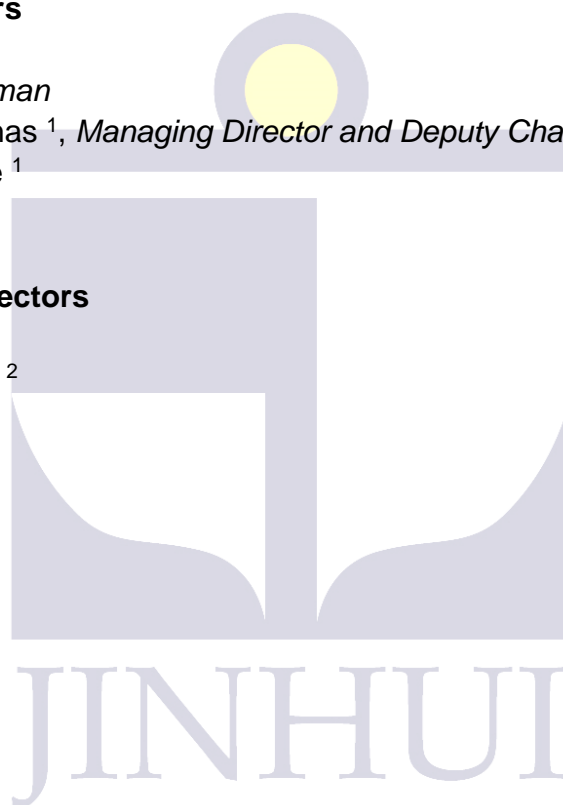 rs
man
nas ¹, Managing Director and Deputy Cha
e ¹
ectors
²
JINHUI